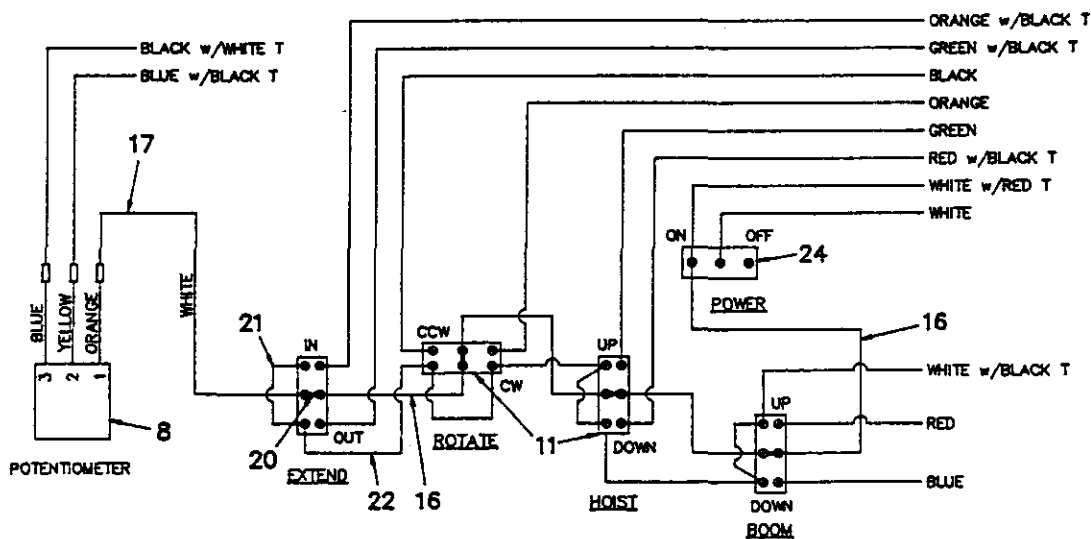 ORANGE w/BLACK T
BLACK w/WHITE T
GREEN w/BLACK T
BLUE w/BLACK T
BLACK
ORANGE
GREEN
17
RED w/BLACK T
WHITE w/RED T
WHITE
ON
OFF
24
POWER
BLUE
YELLOW
ORANGE
WHITE
21
IN
CCW
UP
16
3
2
1
CW
WHITE w/BLACK T
UP
8
OUT
ROTATE
11
DOWN
RED
POTENTIOMETER
20
EXTEND
22
16
HOIST
BLUE
DOWN
BOOM